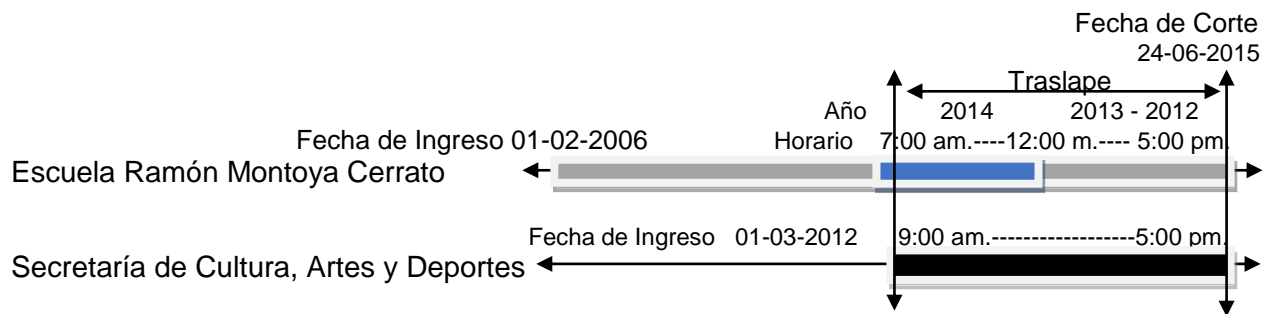 Fecha de Corte
24-06-2015
Traslape
Año 2014 2013 - 2012
Fecha de Ingreso 01-02-2006 Horario 7:00 am.----12:00 m.---- 5:00 pm.
Escuela Ramón Montoya Cerrato
Fecha de Ingreso 01-03-2012 9:00 am.------------------5:00 pm.
Secretaría de Cultura, Artes y Deportes